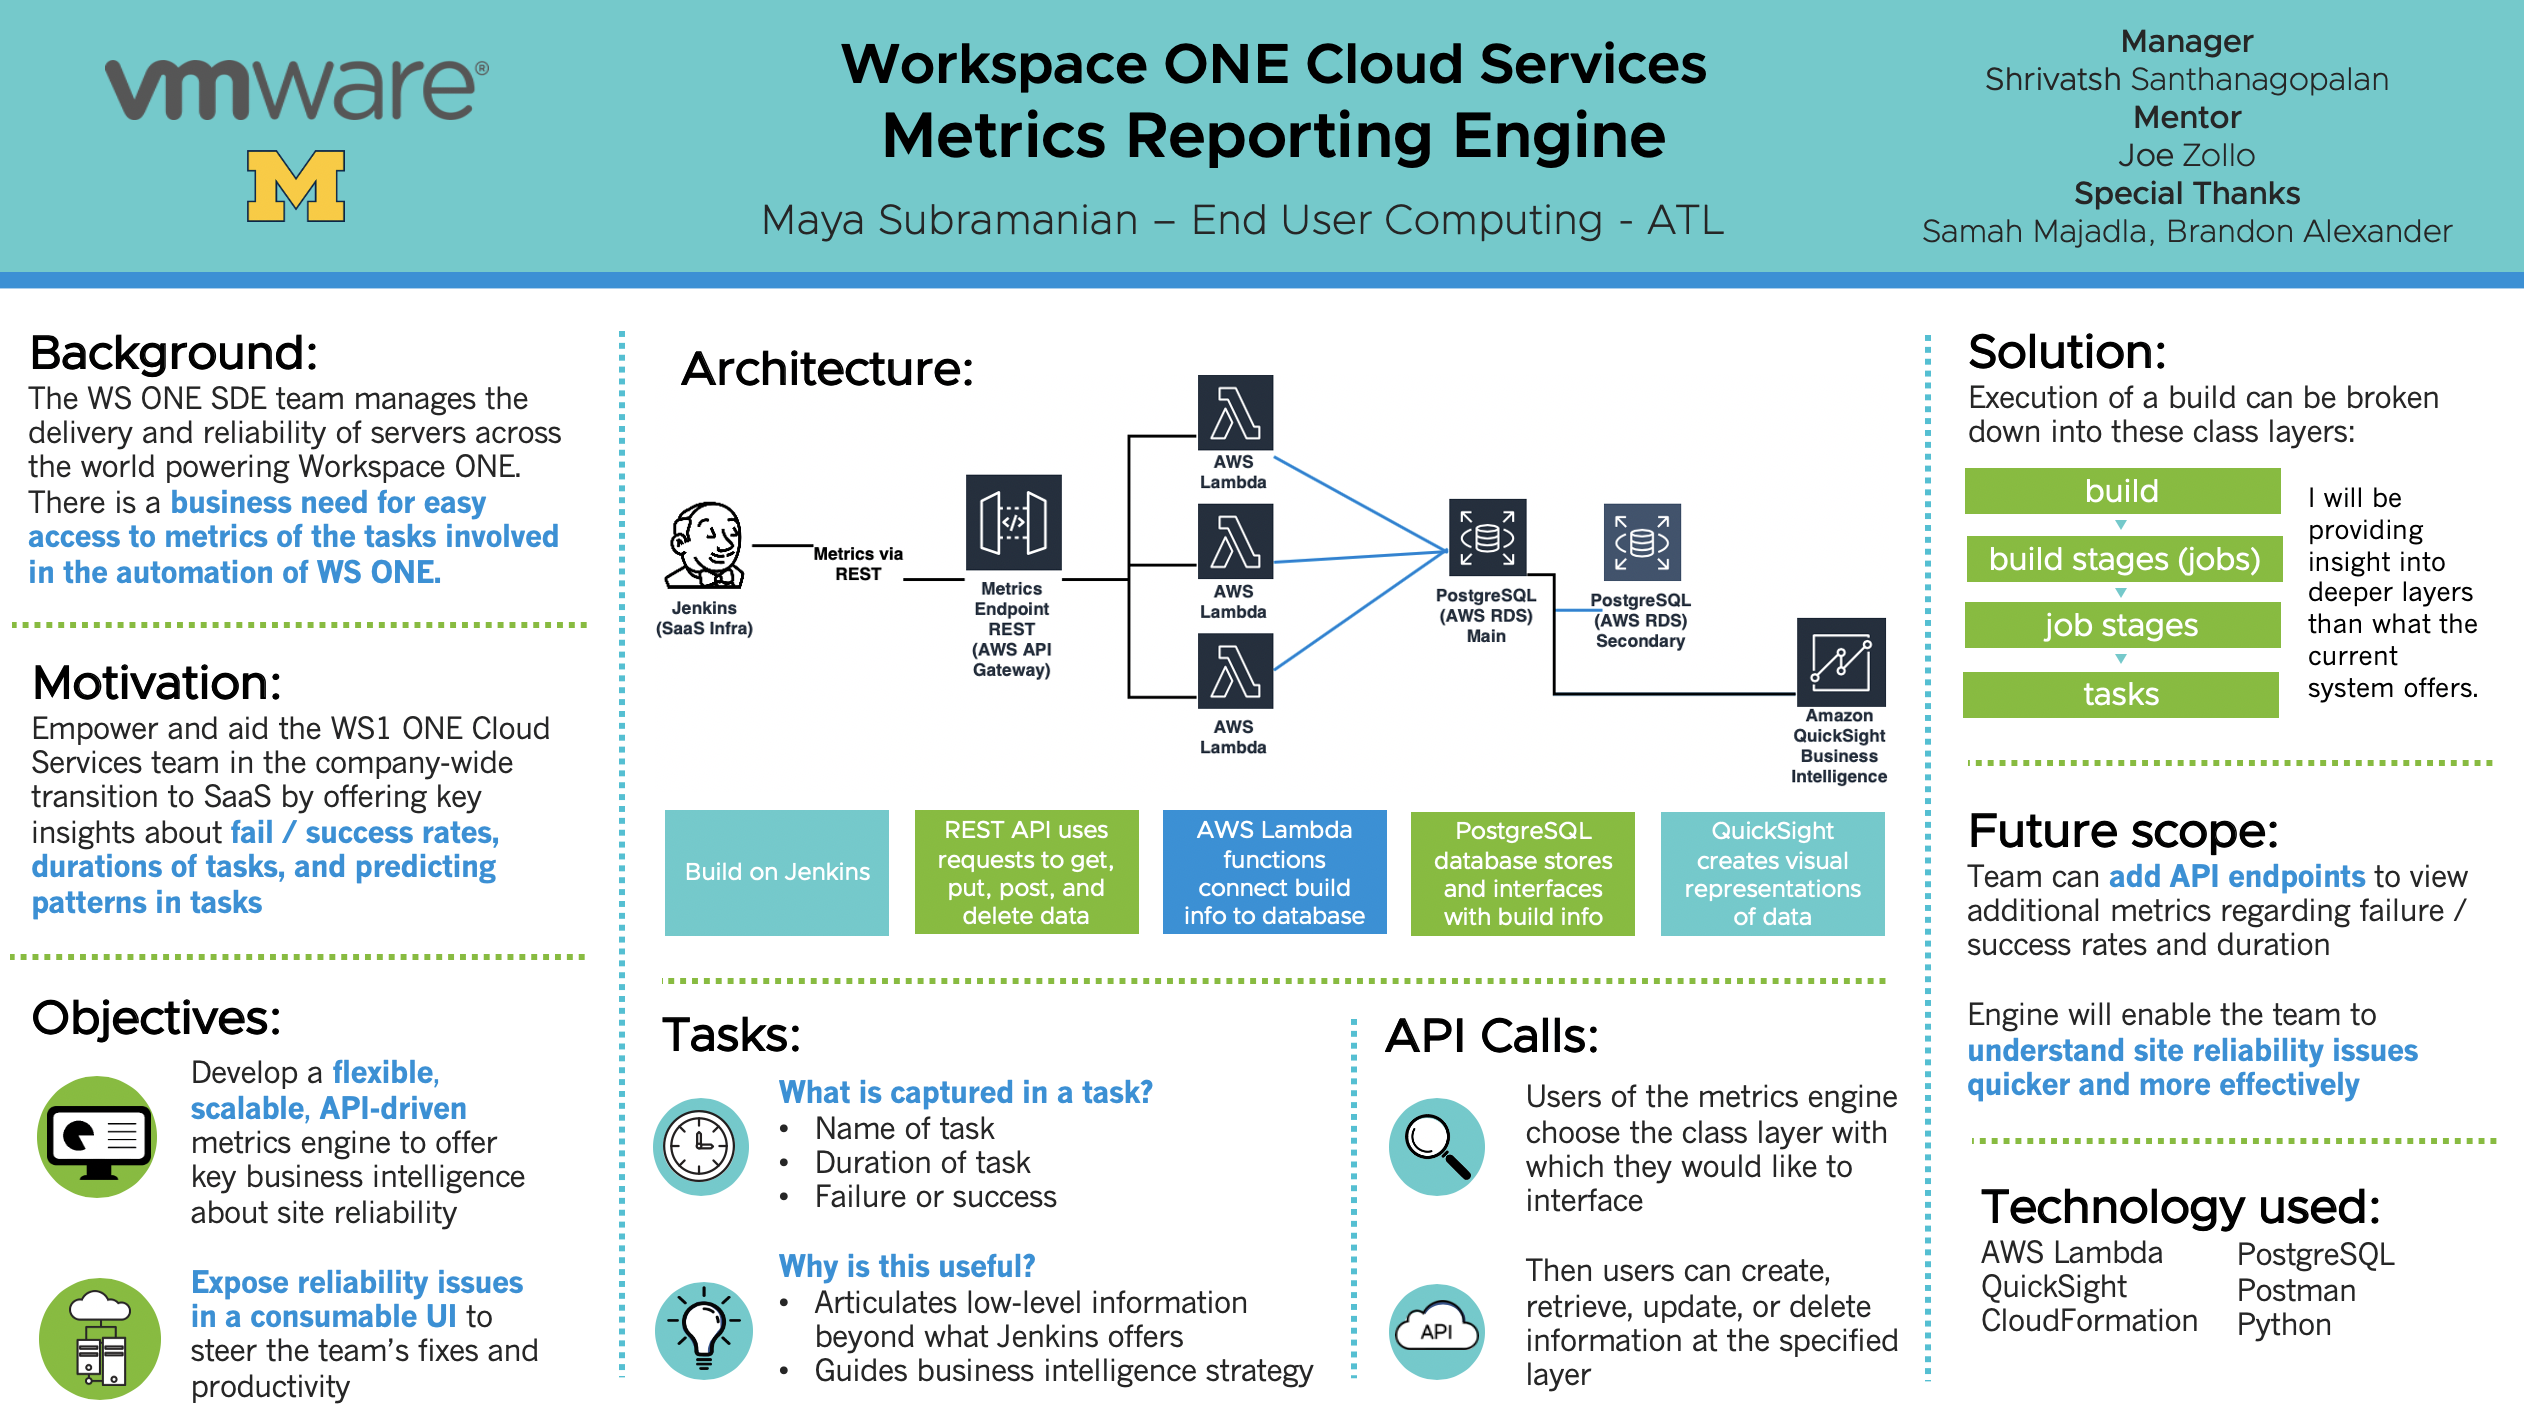 vmware®
M
Workspace ONE Cloud Services
Metrics Reporting Engine
Maya Subramanian – End User Computing - ATL
Manager
Shrivatsh Santhanagopalan
Mentor
Joe Zollo
Special Thanks
Samah Majadla, Brandon Alexander
Background:
The WS ONE SDE team manages the
delivery and reliability of servers across
the world powering Workspace ONE.
There is a business need for easy
access to metrics of the tasks involved
in the automation of WS ONE.
Motivation:
Empower and aid the WS1 ONE Cloud
Services team in the company-wide
transition to SaaS by offering key
insights about fail / success rates,
durations of tasks, and predicting
patterns in tasks
Objectives:
Develop a flexible,
scalable, API-driven
metrics engine to offer
key business intelligence
about site reliability
Expose reliability issues
in a consumable UI to
steer the team's fixes and
productivity
Architecture:
Jenkins
(SaaS Infra)
Metrics via
REST
</>
Metrics
Endpoint
REST
(AWS API
Gateway)
AWS
Lambda
AWS
Lambda
AWS
Lambda
PostgreSQL
(AWS RDS)
Main
PostgreSQL
(AWS RDS)
Secondary
Amazon
QuickSight
Business
Intelligence
Build on Jenkins
REST API uses
requests to get,
put, post, and
delete data
AWS Lambda
functions
connect build
info to database
PostgreSQL
database stores
and interfaces
with build info
QuickSight
creates visual
representations
of data
Tasks:
What is captured in a task?
• Name of task
• Duration of task
• Failure or success
Why is this useful?
• Articulates low-level information
beyond what Jenkins offers
• Guides business intelligence strategy
API Calls:
Users of the metrics engine
choose the class layer with
which they would like to
interface
API
Then users can create,
retrieve, update, or delete
information at the specified
layer
Solution:
Execution of a build can be broken
down into these class layers:
build
build stages (jobs)
job stages
tasks
I will be
providing
insight into
deeper layers
than what the
current
system offers.
Future scope:
Team can add API endpoints to view
additional metrics regarding failure /
success rates and duration
Engine will enable the team to
understand site reliability issues
quicker and more effectively
Technology used:
AWS Lambda
QuickSight
CloudFormation
PostgreSQL
Postman
Python